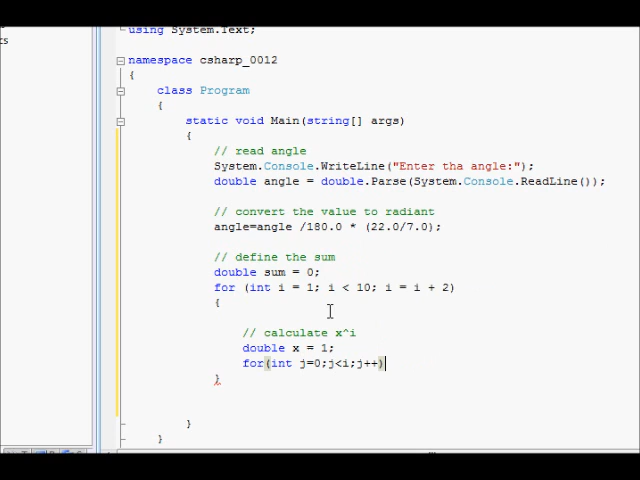 using System.Text;
namespace csharp_0012
{
class Program
{
static void Main(string[] args)
{
// read angle
System.Console.WriteLine("Enter tha angle:");
double angle = double.Parse(System.Console.ReadLine());
// convert the value to radiant
angle=angle /180.0 * (22.0/7.0);
// define the sum
double sum = 0;
for (int i = 1; i < 10; i = i + 2)
{
// calculate x^i
double x = 1;
for(int j=0;j<i;j++)
}
}
}